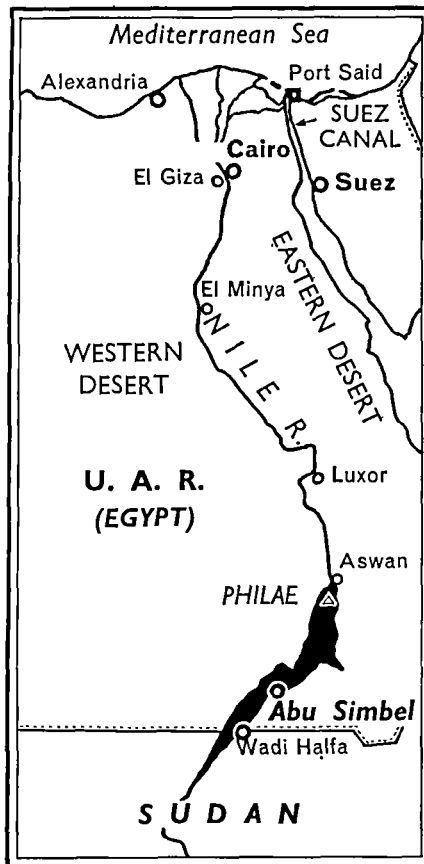 Mediterranean Sea
Alexandria
Port Said
SUEZ
CANAL
Cairo
El Giza
Suez
EASTERN DESERT
El Minya
NILE R.
WESTERN
DESERT
U. A. R.
(EGYPT)
Luxor
Aswan
PHILAE
Abu Simbel
Wadi Halfa
SUDAN